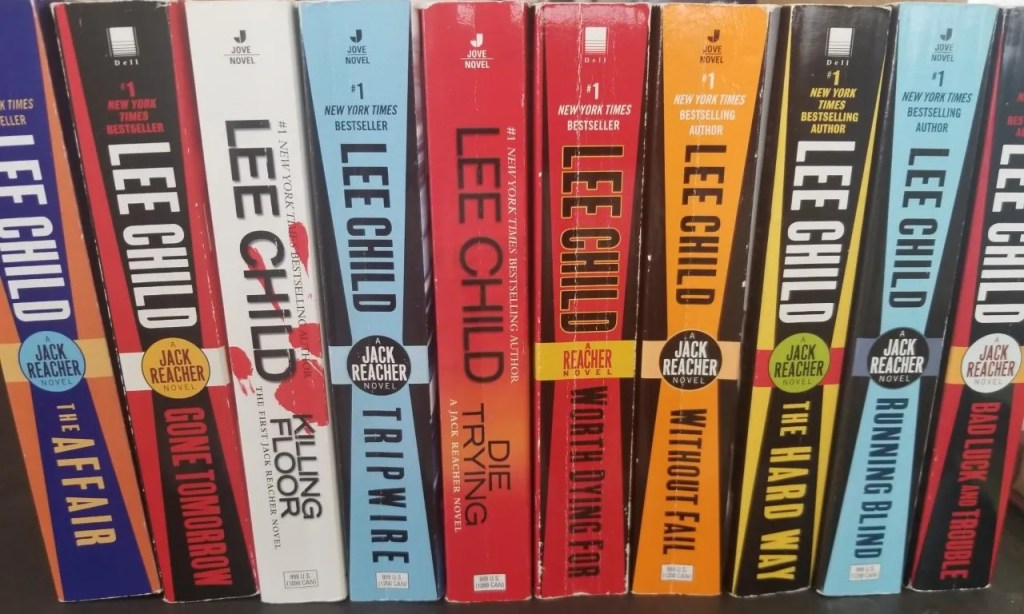 TIMES
LEE CHILD
A
JACK
REACHER
NOVEL
THE AFFAIR
Dell
#1
NEW YORK TIMES
BESTSELLER
LEE CHILD
A
JACK
REACHER
NOVEL
GONE TOMORROW
JOVE
NOVEL
#1 NEW YORK TIMES BESTSELLING AUTHOR
LEE CHILD
KILLING
FLOOR
THE FIRST JACK REACHER NOVEL
JOVE
NOVEL
#1
NEW YORK TIMES
BESTSELLER
LEE CHILD
A
JACK
REACHER
NOVEL
TRIPWIRE
JOVE
NOVEL
#1 NEW YORK TIMES BESTSELLING AUTHOR
LEE CHILD
DIE
TRYING
A JACK REACHER NOVEL
Dell
#1
NEW YORK TIMES
BESTSELLER
LEE CHILD
A
REACHER
NOVEL
WORTH DYING FOR
JOVE
NOVEL
#1
NEW YORK TIMES
BESTSELLING
AUTHOR
LEE CHILD
A
JACK
REACHER
NOVEL
WITHOUT FAIL
Dell
#1
NEW YORK
TIMES
BESTSELLING
AUTHOR
LEE CHILD
A
JACK
REACHER
NOVEL
THE HARD WAY
JOVE
NOVEL
#1
NEW YORK TIMES
BESTSELLING
AUTHOR
LEE CHILD
A
JACK
REACHER
NOVEL
RUNNING BLIND
LEE CHILD
A
JACK
REACHER
NOVEL
BAD LUCK AND TROUBLE